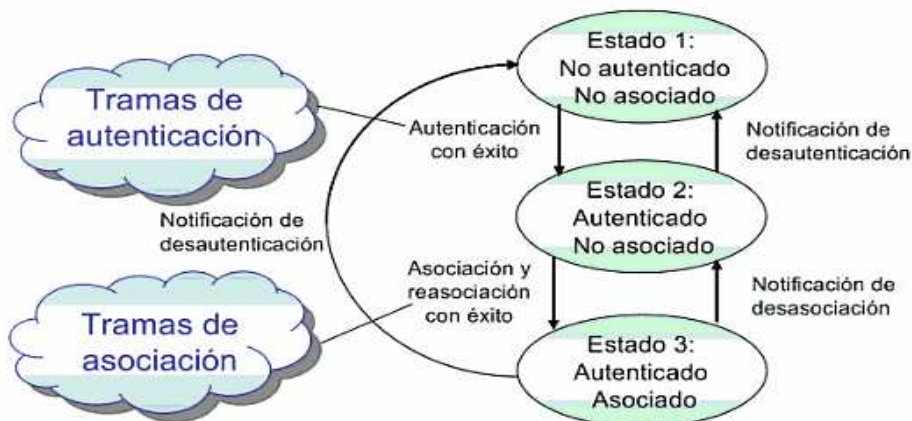 Estado 1:
No autenticado
No asociado
Tramas de
autenticación
Autenticación
con éxito
Notificación de
desautenticación
Estado 2:
Autenticado
No asociado
Notificación de
desautenticación
Asociación y
reasociación
con éxito
Notificación de
desasociación
Tramas de
asociación
Estado 3:
Autenticado
Asociado